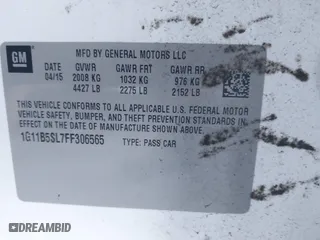 GM
MFD BY GENERAL MOTORS LLC
04/15 GVWR GAWR FRT GAWR RR
2008 KG 1032 KG 976 KG
4427 LB 2275 LB 2152 LB
THIS VEHICLE CONFORMS TO ALL APPLICABLE U.S. FEDERAL MOTOR
VEHICLE SAFETY, BUMPER, AND THEFT PREVENTION STANDARDS
IN EFFECT ON THE DATE OF MANUFACTURE SHOWN ABOVE.
1G11B5SL7FF306565 TYPE: PASS CAR
© DIDBIDME.COM